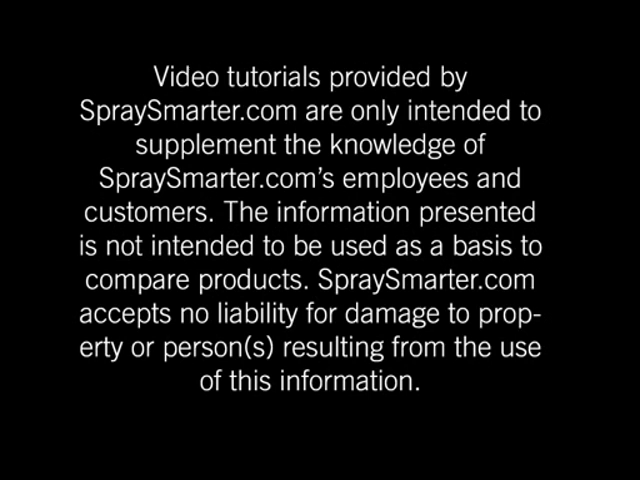 Video tutorials provided by
SpraySmarter.com are only intended to
supplement the knowledge of
SpraySmarter.com’s employees and
customers. The information presented
is not intended to be used as a basis to
compare products. SpraySmarter.com
accepts no liability for damage to prop-
erty or person(s) resulting from the use
of this information.